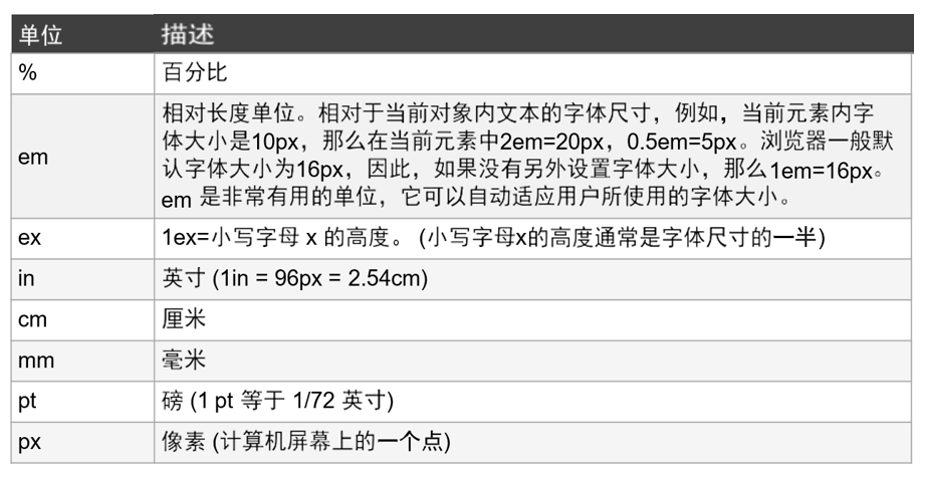 单位 描述
% 百分比
em 相对长度单位。相对于当前对象内文本的字体尺寸，例如，当前元素内字
体大小是10px，那么在当前元素中2em=20px，0.5em=5px。浏览器一般默
认字体大小为16px，因此，如果没有另外设置字体大小，那么1em=16px。
em 是非常有用的单位，它可以自动适应用户所使用的字体大小。
ex 1ex=小写字母 x 的高度。 (小写字母x的高度通常是字体尺寸的一半)
in 英寸 (1in = 96px = 2.54cm)
cm 厘米
mm 毫米
pt 磅 (1 pt 等于 1/72 英寸)
px 像素 (计算机屏幕上的一个点)